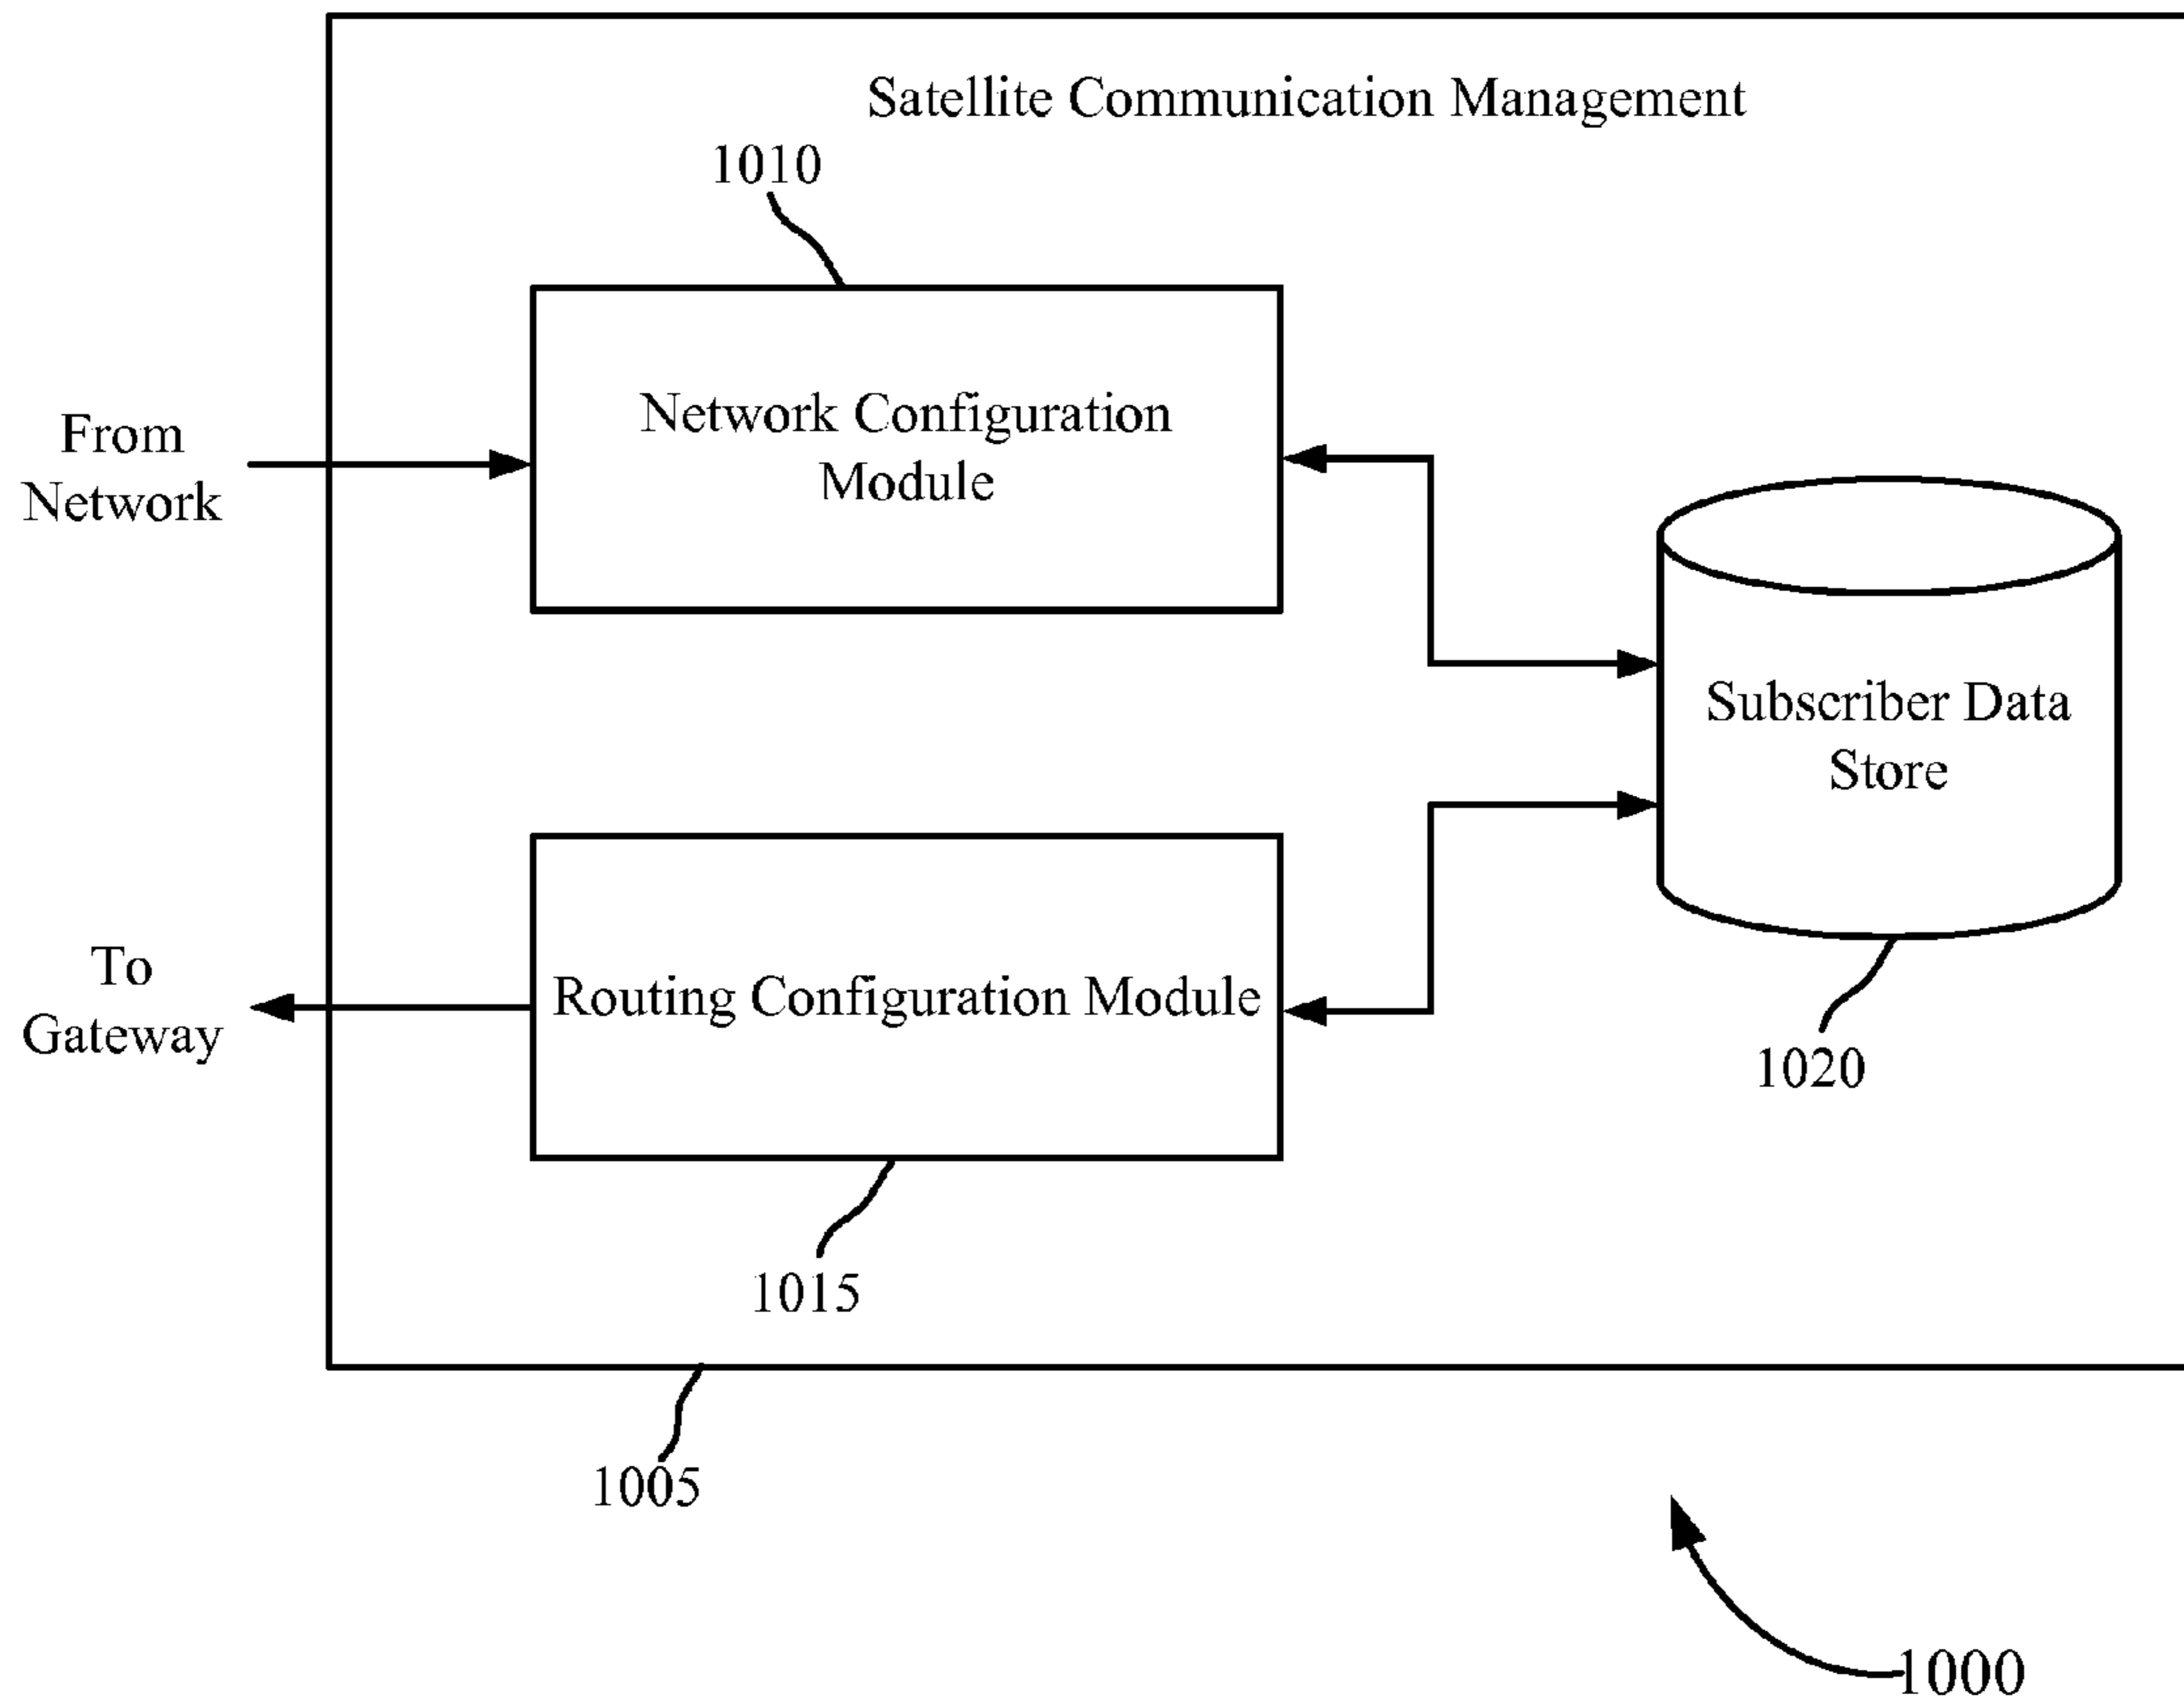 Satellite Communication Management
1010
Network Configuration
Module
From
Network
Subscriber Data
Store
To
Gateway
Routing Configuration Module
1020
1015
1005
1000